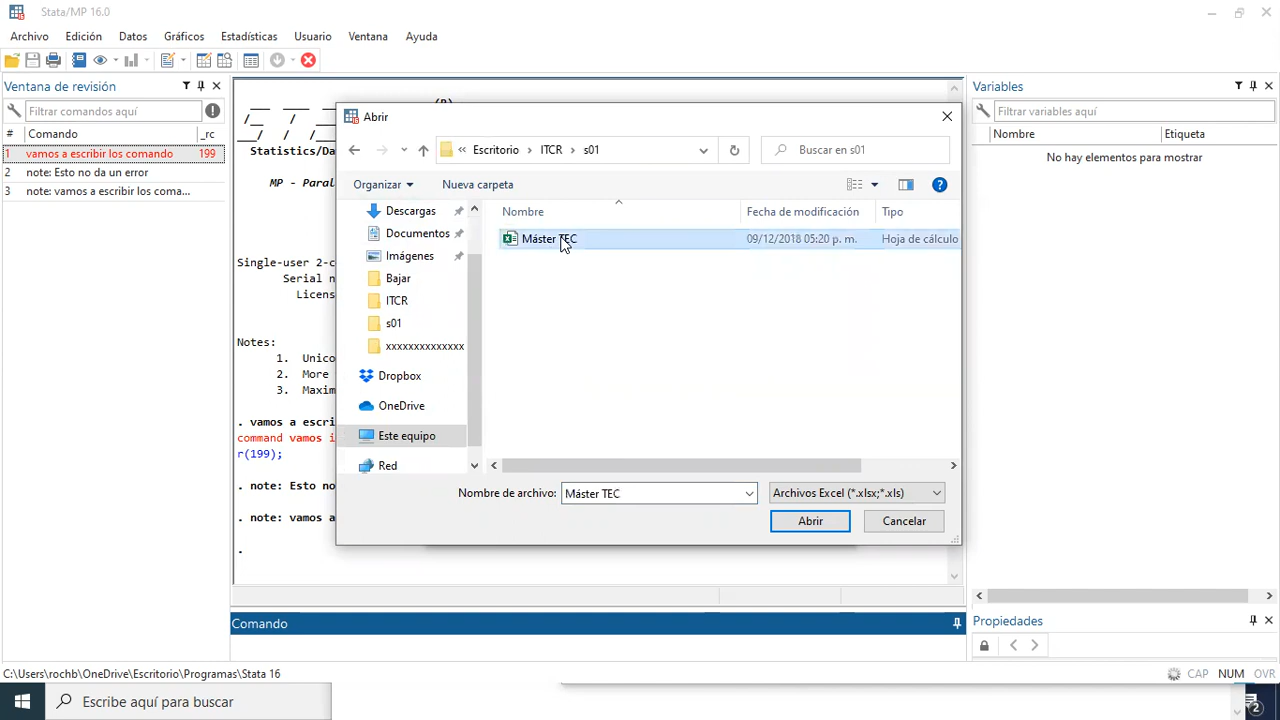 Stata/MP 16.0
Archivo Edición Datos Gráficos Estadísticas Usuario Ventana Ayuda
Ventana de revisión
Filtrar comandos aquí
# Comando _rc
1 vamos a escribir los comando 199
2 note: Esto no da un error
3 note: vamos a escribir los coma...
(R)
Statistics/Da
MP - Paral
Single-user 2-c
Serial n
Licens
Notes:
1. Unico
2. More
3. Maxim
. vamos a escri
command vamos i
r(199);
. note: Esto no
. note: vamos a
.
Abrir
« Escritorio › ITCR › s01
Buscar en s01
Organizar Nueva carpeta
Descargas
Documentos
Imágenes
Bajar
ITCR
s01
xxxxxxxxxxxxxx
Dropbox
OneDrive
Este equipo
Red
Nombre Fecha de modificación Tipo
Máster TEC 09/12/2018 05:20 p. m. Hoja de cálculo
Nombre de archivo: Máster TEC Archivos Excel (*.xlsx;*.xls)
Abrir Cancelar
Variables
Filtrar variables aquí
Nombre Etiqueta
No hay elementos para mostrar
Comando
Propiedades
C:\Users\rochb\OneDrive\Escritorio\Programas\Stata 16
CAP NUM OVR
Escribe aquí para buscar
2